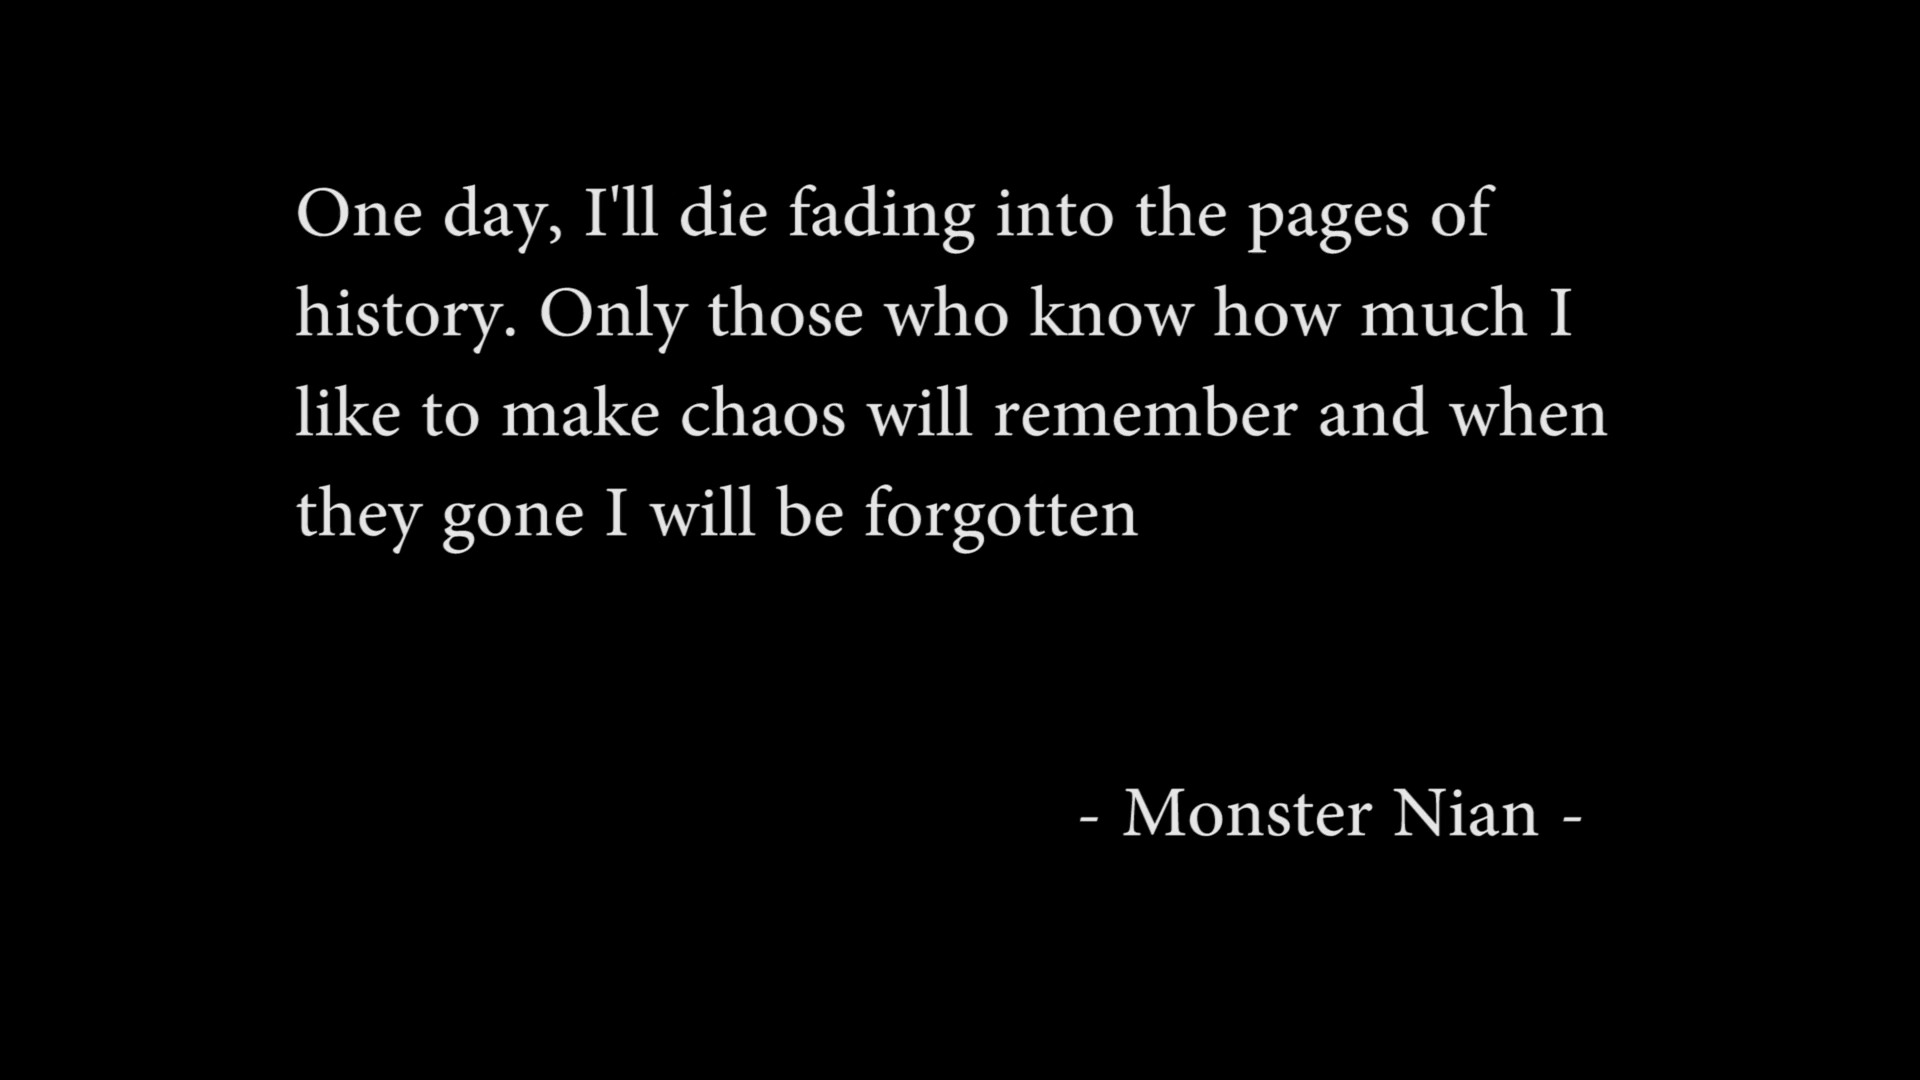 One day, I'll die fading into the pages of
history. Only those who know how much I
like to make chaos will remember and when
they gone I will be forgotten
- Monster Nian -